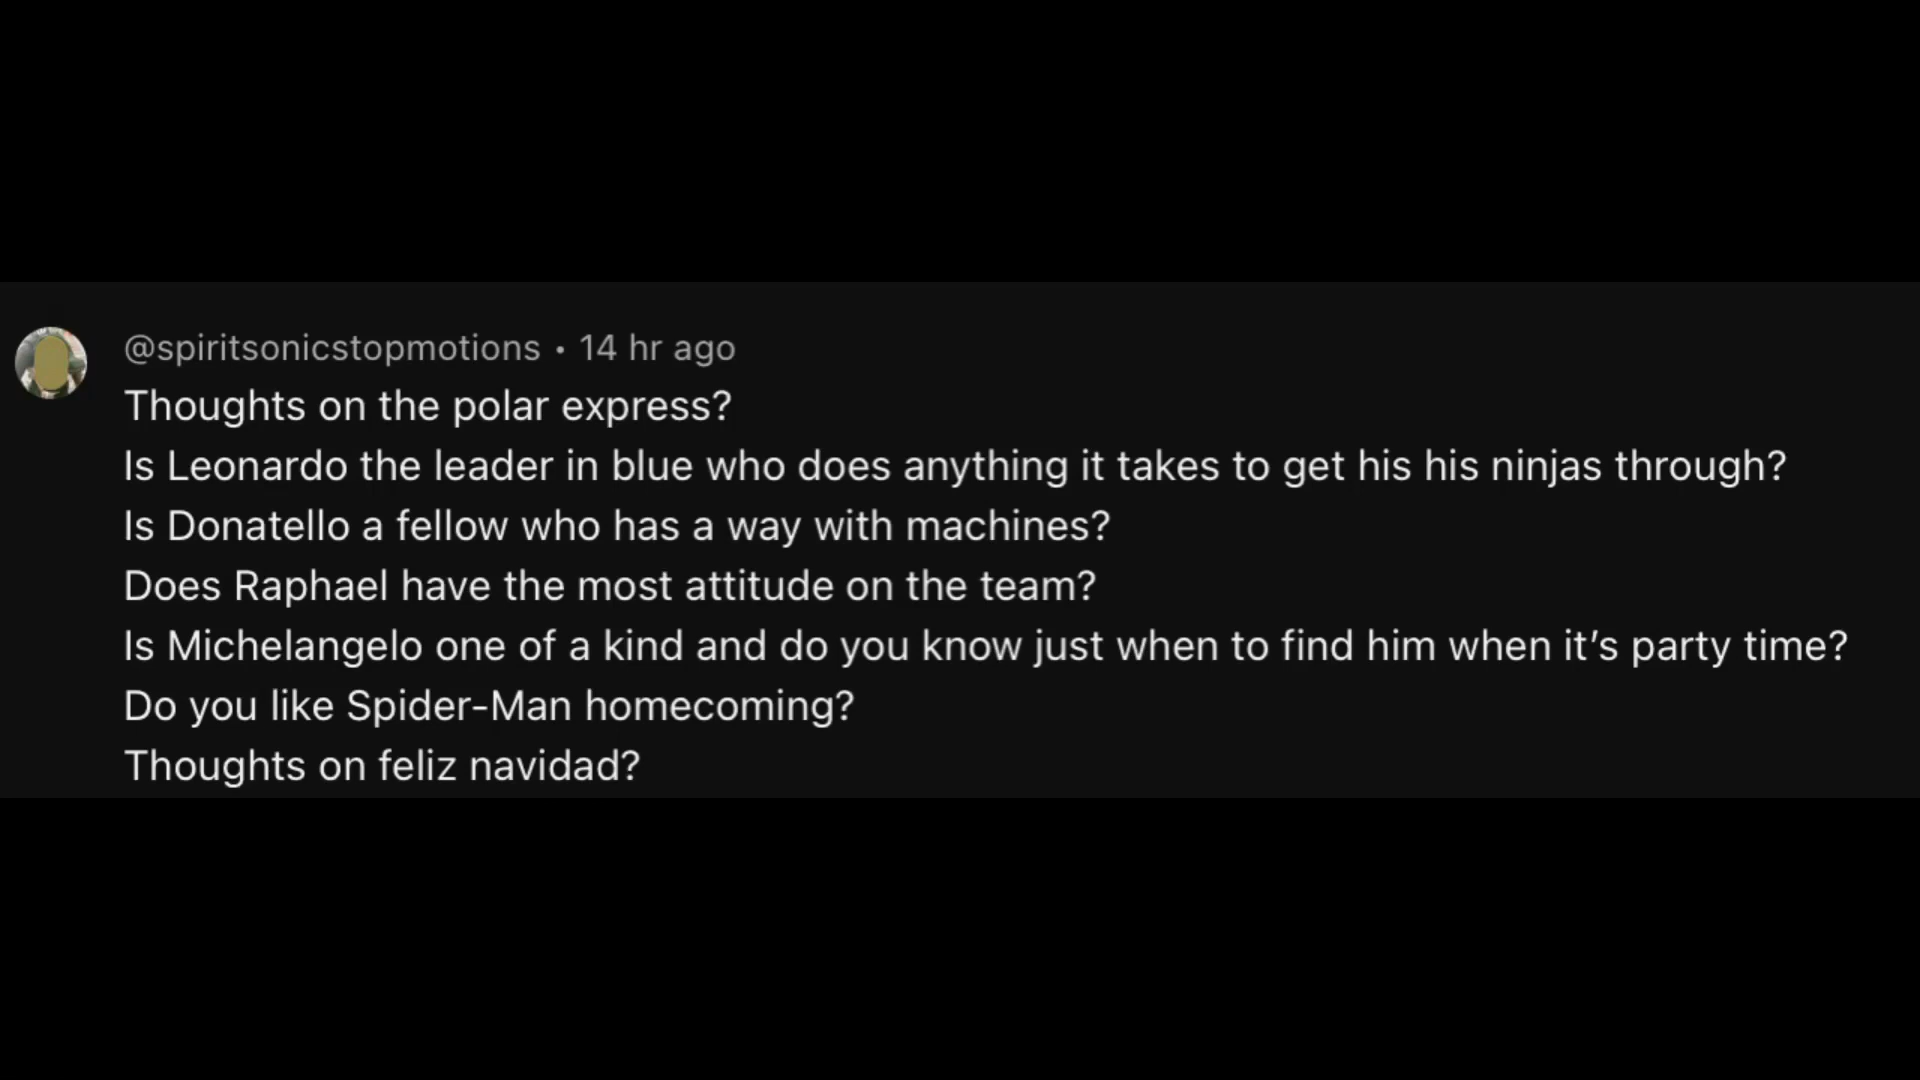 @spiritsonicstopmotions • 14 hr ago
Thoughts on the polar express?
Is Leonardo the leader in blue who does anything it takes to get his his ninjas through?
Is Donatello a fellow who has a way with machines?
Does Raphael have the most attitude on the team?
Is Michelangelo one of a kind and do you know just when to find him when it’s party time?
Do you like Spider-Man homecoming?
Thoughts on feliz navidad?